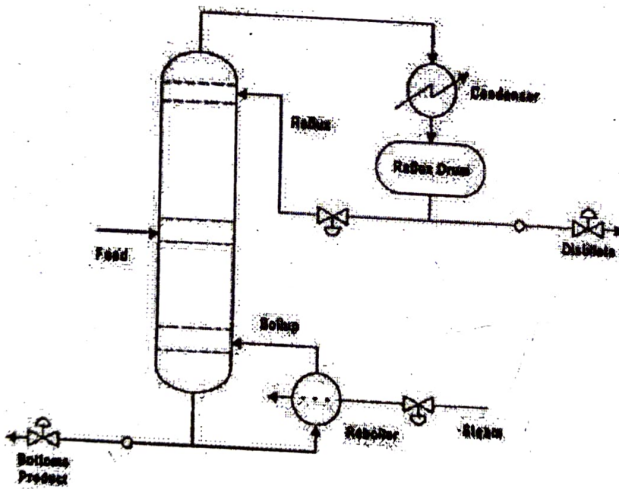 Condenser
Reflux
Reflux Drum
Distillate
Feed
Boilup
Reboiler
Steam
Bottoms
Product